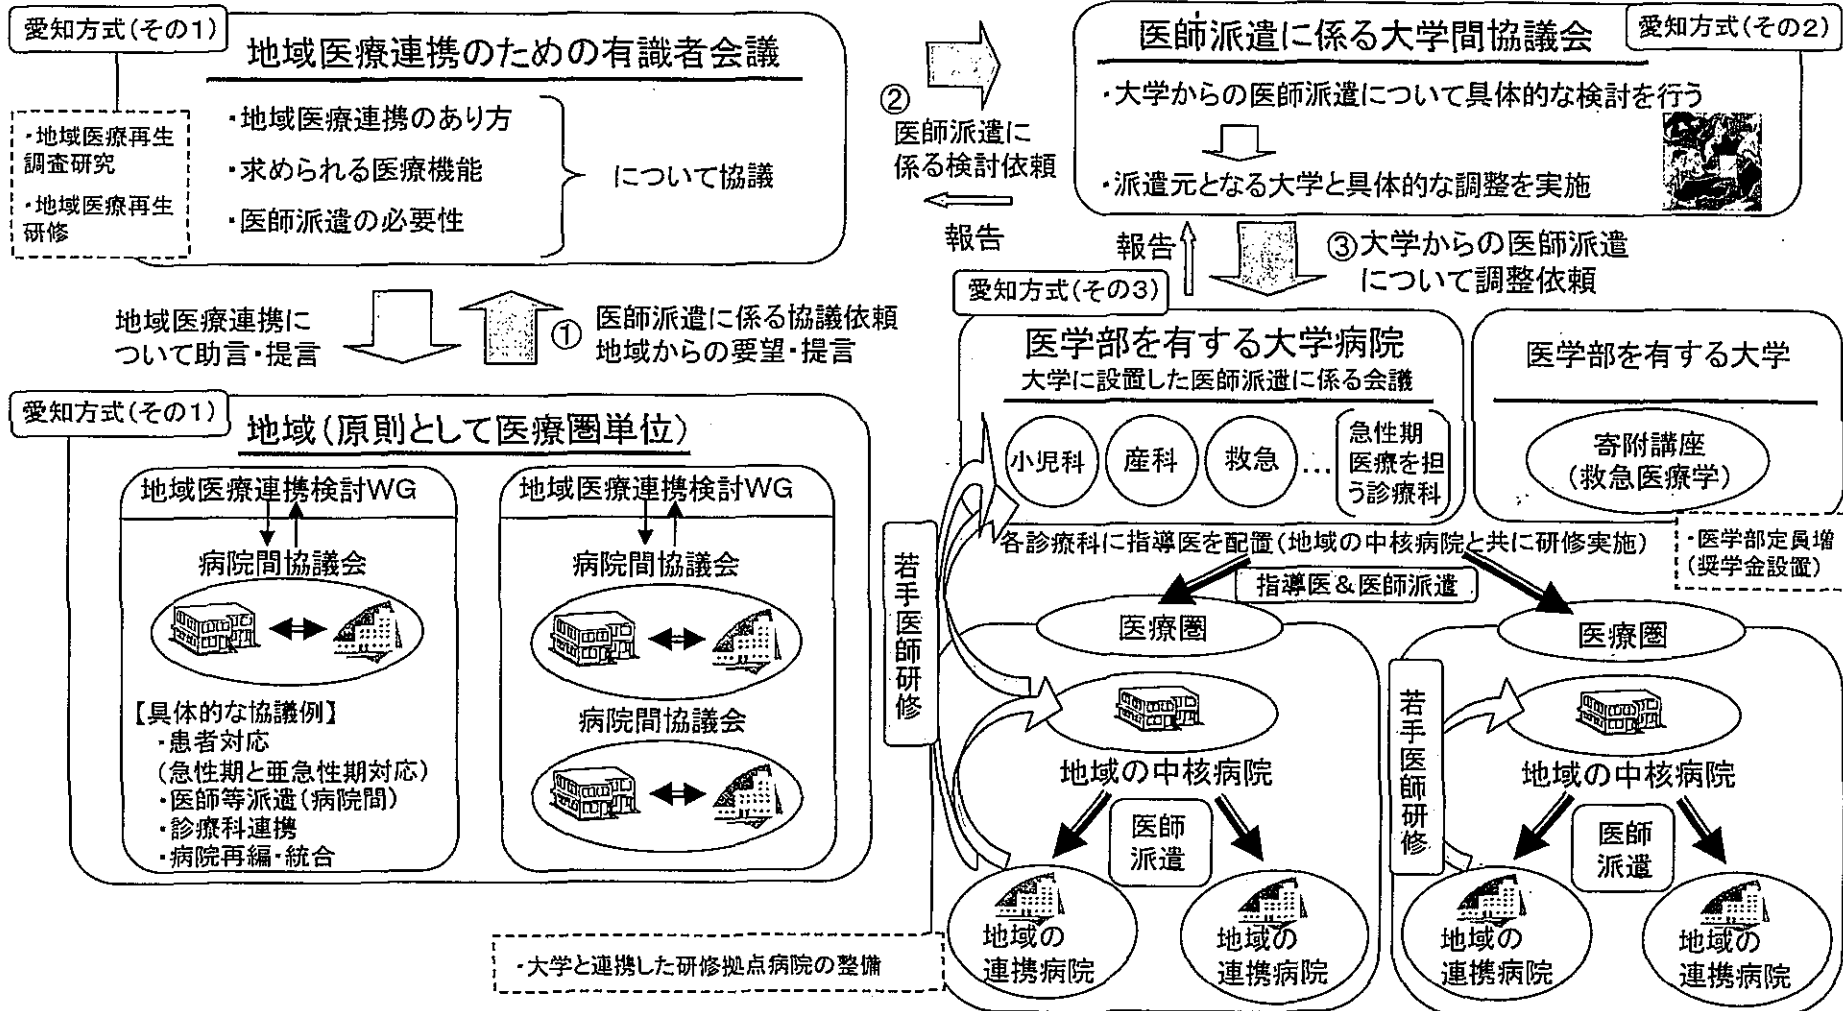 愛知方式(その1)
地域医療連携のための有識者会議
・地域医療連携のあり方
・求められる医療機能
・医師派遣の必要性
について協議
・地域医療再生
調査研究
・地域医療再生
研修
②
医師派遣に
係る検討依頼
報告
医師派遣に係る大学間協議会
愛知方式(その2)
・大学からの医師派遣について具体的な検討を行う
・派遣元となる大学と具体的な調整を実施
報告
③大学からの医師派遣
について調整依頼
地域医療連携に
ついて助言・提言
①
医師派遣に係る協議依頼
地域からの要望・提言
愛知方式(その1)
地域(原則として医療圏単位)
地域医療連携検討WG
病院間協議会
【具体的な協議例】
・患者対応
(急性期と亜急性期対応)
・医師等派遣(病院間)
・診療科連携
・病院再編・統合
地域医療連携検討WG
病院間協議会
病院間協議会
愛知方式(その3)
医学部を有する大学病院
大学に設置した医師派遣に係る会議
小児科
産科
救急
…
急性期
医療を担
う診療科
医学部を有する大学
寄附講座
(救急医療学)
各診療科に指導医を配置(地域の中核病院と共に研修実施)
・医学部定員増
(奨学金設置)
指導医&医師派遣
若手医師研修
医療圏
地域の中核病院
医師
派遣
地域の
連携病院
地域の
連携病院
若手医師研修
医療圏
地域の中核病院
医師
派遣
地域の
連携病院
地域の
連携病院
・大学と連携した研修拠点病院の整備